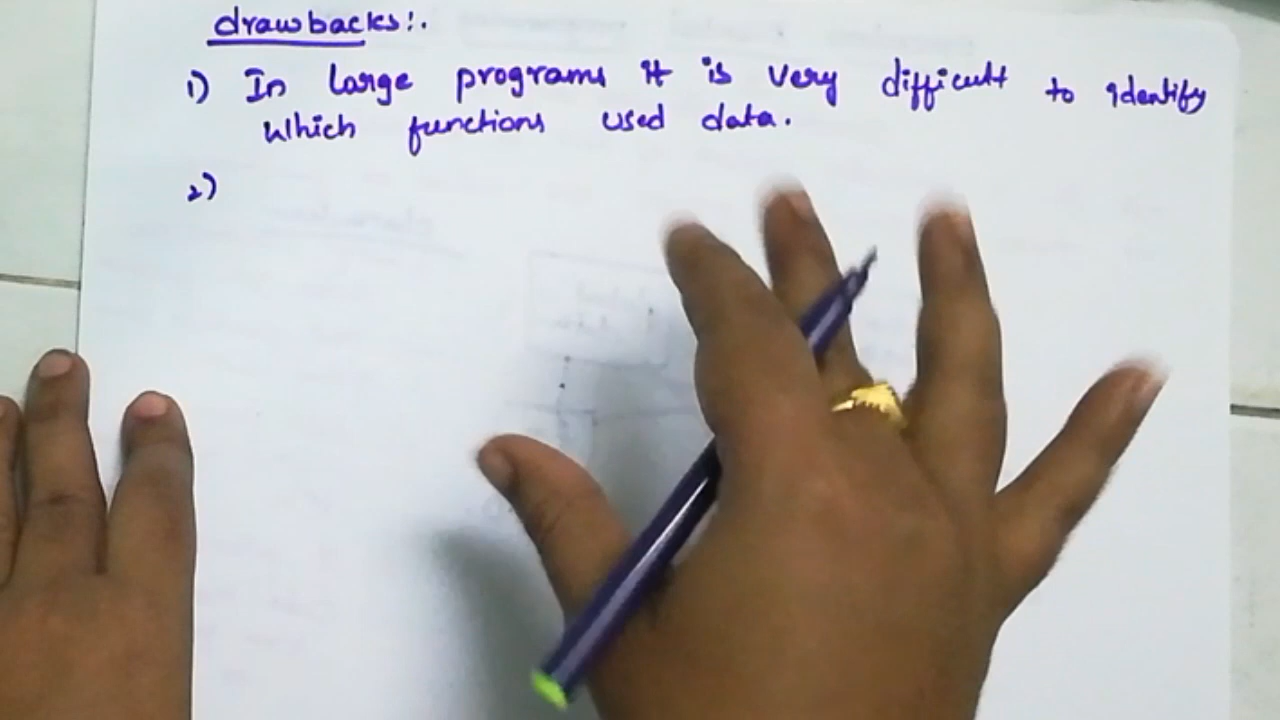 drawbacks:.
1) In large programs it is very difficult to identify
which functions used data.
2)